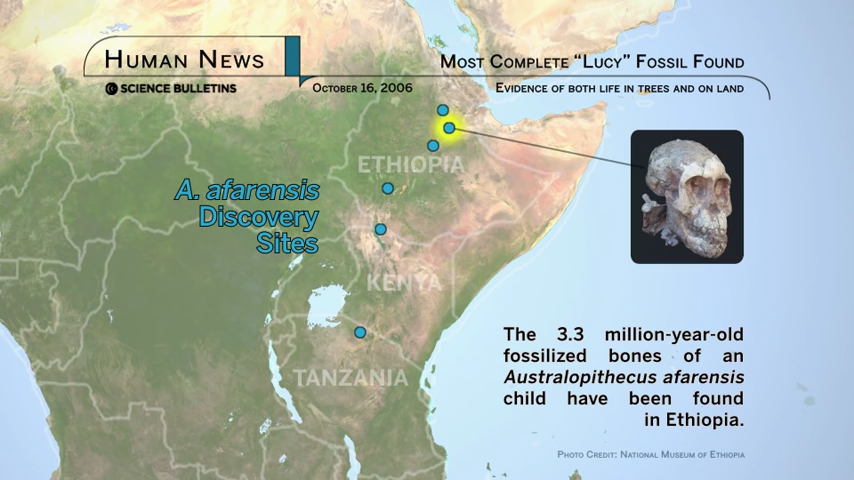 Human News
Most Complete “Lucy” Fossil Found
SCIENCE BULLETINS
October 16, 2006
Evidence of both life in trees and on land
ETHIOPIA
A. afarensis
Discovery
Sites
KENYA
TANZANIA
The 3.3 million-year-old
fossilized bones of an
Australopithecus afarensis
child have been found
in Ethiopia.
Photo Credit: National Museum of Ethiopia